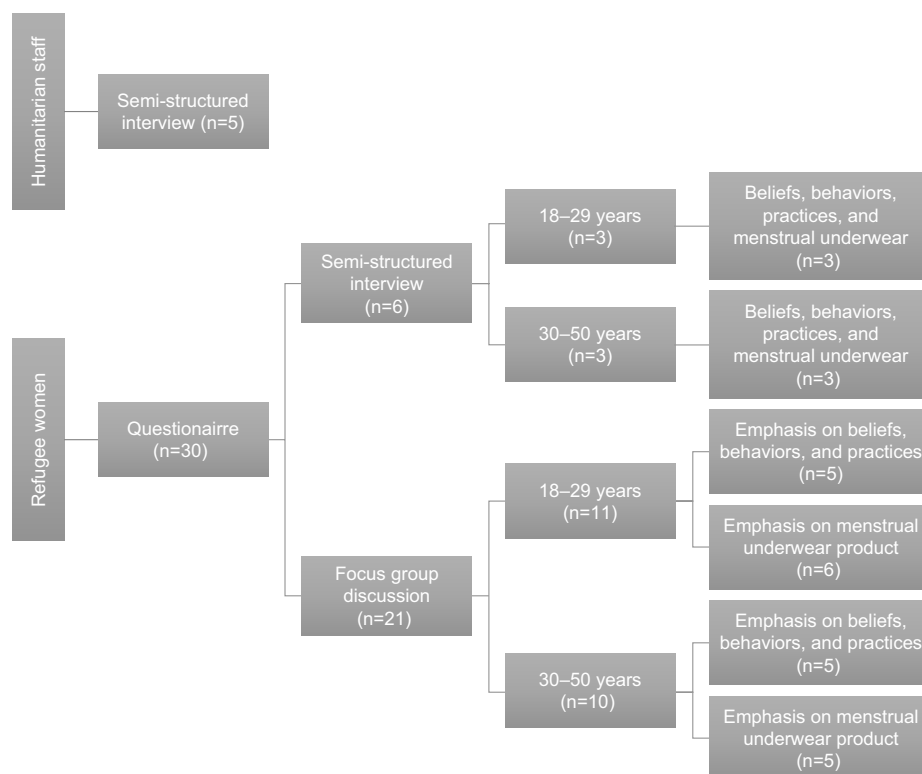 Humanitarian staff
Semi-structured
interview (n=5)
Refugee women
Questionairre
(n=30)
Semi-structured
interview
(n=6)
18–29 years
(n=3)
Beliefs, behaviors,
practices, and
menstrual underwear
(n=3)
30–50 years
(n=3)
Beliefs, behaviors,
practices, and
menstrual underwear
(n=3)
Focus group
discussion
(n=21)
18–29 years
(n=11)
Emphasis on beliefs,
behaviors, and practices
(n=5)
Emphasis on menstrual
underwear product
(n=6)
30–50 years
(n=10)
Emphasis on beliefs,
behaviors, and practices
(n=5)
Emphasis on menstrual
underwear product
(n=5)